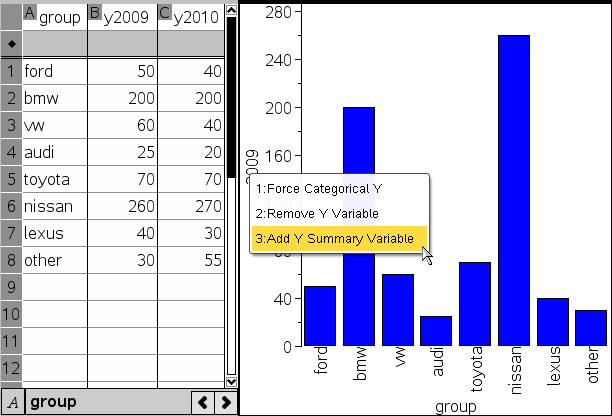 A group B y2009 C y2010
◆
1 ford 50 40
2 bmw 200 200
3 vw 60 40
4 audi 25 20
5 toyota 70 70
6 nissan 260 270
7 lexus 40 30
8 other 30 55
9
10
11
12
A group
280
240
200
160
80
40
0
1:Force Categorical Y
2:Remove Y Variable
3:Add Y Summary Variable
ford bmw vw audi toyota nissan lexus other
group